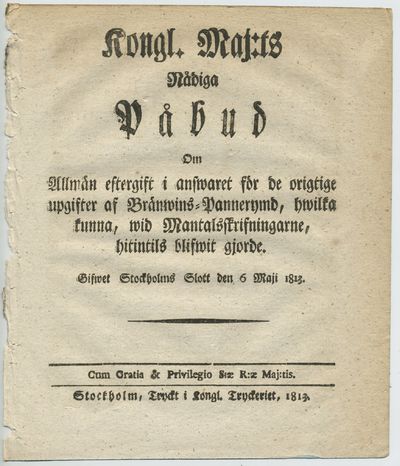 Kongl. Maj:ts
Nådiga
Påbud
Om
Allmän eftergift i answaret för de origtige
upgifter af Bränwins-Pannerymd, hwilka
kunna, wid Mantalsskrifningarne,
hitintils blifwit gjorde.
Gifwet Stockholms Slott den 6 Maji 1813.
Cum Gratia & Privilegio S:æ R:æ Maj:tis.
Stockholm, Tryckt i Kongl. Tryckeriet, 1813.